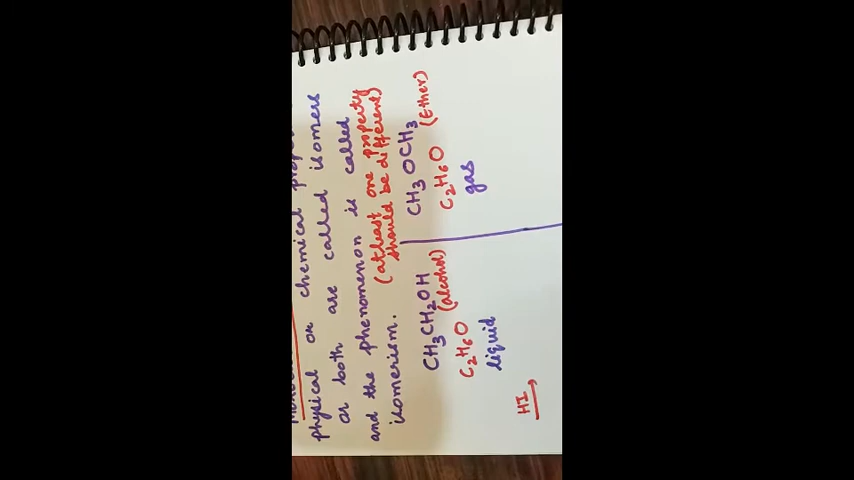 chemical
physical or
or both are called isomers
and the phenomenon is called
isomerism. (atleast one property
should be different)
CH3CH2OH CH3OCH3
(alcohol) (Ether)
C2H6O C2H6O
liquid gas
HI